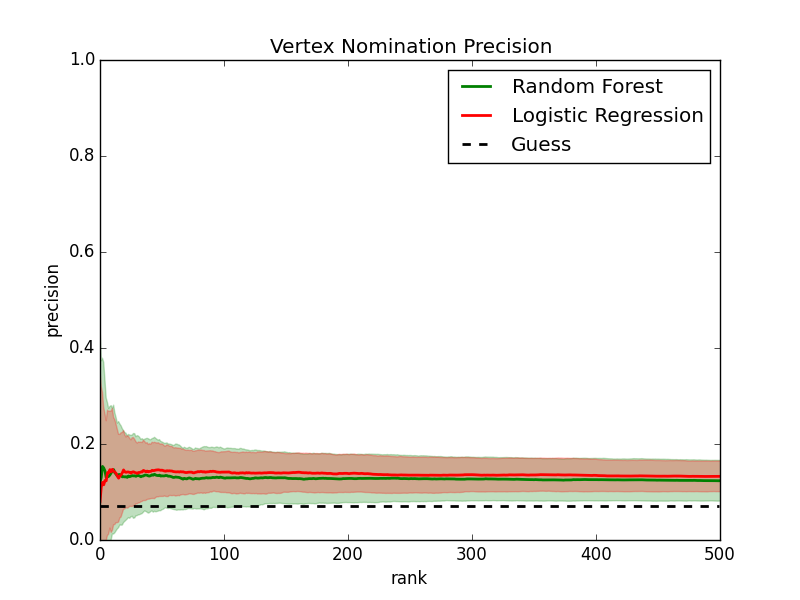 Vertex Nomination Precision
1.0
0.8
0.6
0.4
0.2
0.0
precision
Random Forest
Logistic Regression
Guess
0 100 200 300 400 500
rank